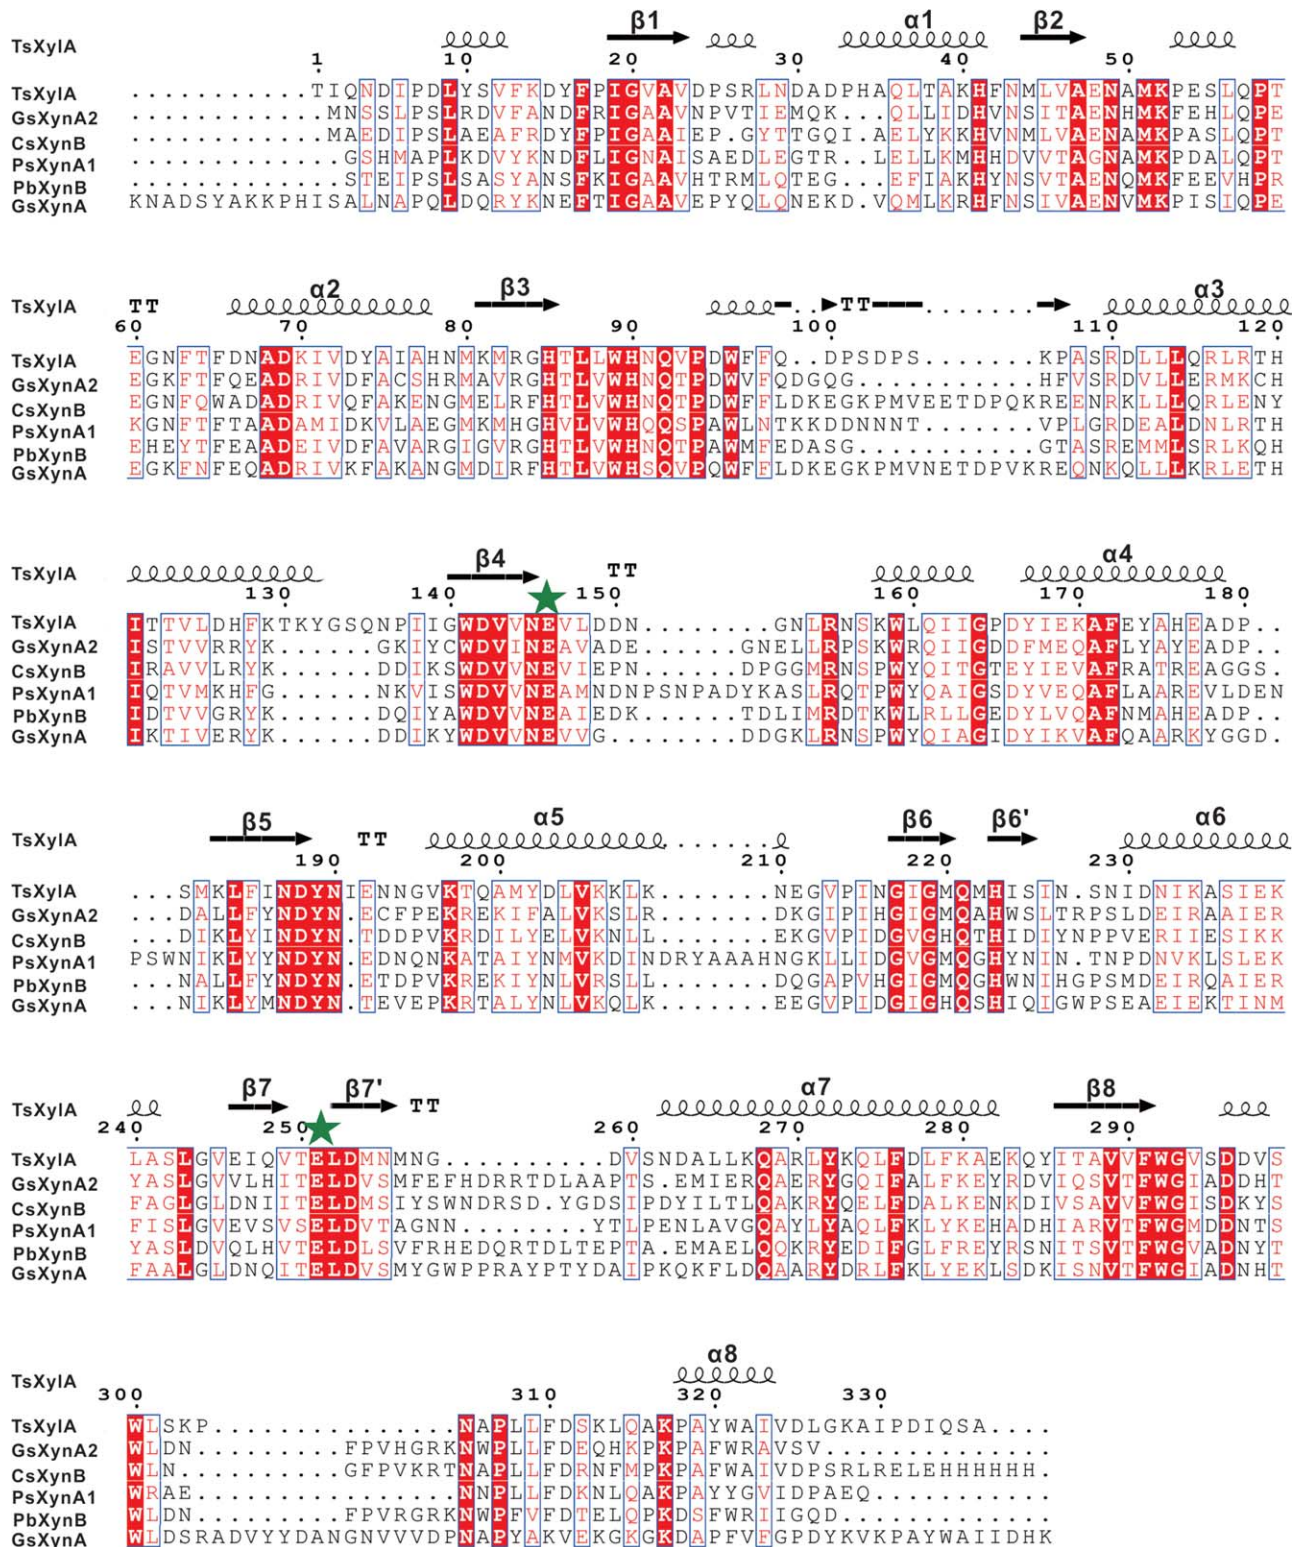 β1 α1 β2
TsXylA
1 10 20 30 40 50
TsXylA ...........TIQNDIPDLYSVFKDYFPIGVAVDPSRLNDADPHAQLTAKHFNMLVAENAMKPESLQPT
GsXynA2 ............MNSSLPSLRDVFANDFRIGAAVNPVTIEMQK...QLLIDHVNSITAENHMKFEHLQPE
CsXynB ............MAEDIPSLAEAFRDYFPIGAAIEP.GYTTGQI.AELYKKHVNMLVAENAMKPASLQPT
PsXynA1 .............GSHMAPLKDVYKNDFLIGNAISAEDLEGTR..LELLKMHHDVVTAGNAMKPDALQPT
PbXynB .............STEIPSLSASYANSFKIGAAVHTRMLQTEG...EFIAKHYNSVTAENQMKFEEVHPR
GsXynA KNADSYAKKPHISALNAPQLDQRYKNEFTIGAAVEPYQLQNEKD.VQMLKRHFNSIVAENVMKPISIQPE
α2 β3 α3
TsXylA TT TT
60 70 80 90 100 110 120
TsXylA EGNFTFDNADKIVDYAIAHNMKMRGHTLLWHNQVPDWFFQ..DPSDPS.......KPASRDLLLQRLRTH
GsXynA2 EGKFTFQEADRIVDFACSHRMAVRGHTLVWHNQTPDWVFQDGQG...........HFVSRDVLLERMKCH
CsXynB EGNFQWADADRIVQFAKENGMELRFHTLVWHNQTPDWFFLDKEGKPMVEETDPQKREENRKLLLQRLENY
PsXynA1 KGNFTFTAADAMIDKVLAEGMKMHGHVLVWHQQSPAWLNTKKDDNNNT.......VPLGRDEALDNLRTH
PbXynB EHEYTFEAADEIVDFAVARGIGVRGHTLVWHNQTPAWMFEDASG...........GTASREMMLSRLKQH
GsXynA EGKFNFEQADRIVKFAKANGMDIRFHTLVWHSQVPQWFFLDKEGKPMVNETDPVKREQNKQLLLKRLETH
β4 α4
TsXylA TT
130 140 150 160 170 180
TsXylA ITTVLDHFKTKYGSQNPIIGWDVVNEVLDDN........GNLRNSKWLQIIGPDYIEKAFEYAHEADP..
GsXynA2 ISTVVRRYK......GKIYCWDVINEAVADE......GNELLRPSKWRQIIGDDFMEQAFLYAYEADP..
CsXynB IRAVVLRYK......DDIKSWDVVNEVIEPN......DPGGMRNSPWYQITGTEYIEVAFRATREAGGS.
PsXynA1 IQTVMKHFG......NKVISWDVVNEAMNDNPSNPADYKASLRQTPWYQAIGSDYVEQAFLAAREVLDEN
PbXynB IDTVVGRYK......DQIYAWDVVNEAIEDK......TDLIMRDTKWLRLLGEDYLVQAFNMAHEADP..
GsXynA IKTIVERYK......DDIKYWDVVNEVVG........DDGKLRNSPWYQIAGIDYIKVAFQAARKYGGD.
β5 α5 β6 β6' α6
TsXylA TT
190 200 210 220 230
TsXylA ...SMKLFINDYNIENNGVKTQAMYDLVKKLK.......NEGVPINGIGMQMHISIN.SNIDNIKASIEK
GsXynA2 ...DALLFYNDYN.ECFPEKREKIFALVKSLR.......DKGIPIHGIGMQAHWSLTRPSLDEIRAAIER
CsXynB ...DIKLYINDYN.TDDPVKRDILYELVKNLL.......EKGVPIDGVGHQTHIDIYNPPVERIIESIKK
PsXynA1 PSWNIKLYYNDYN.EDNQNKATAIYNMVKDINDRYAAAHNGKLLIDGVGMQGHYNIN.TNPDNVKLSLEK
PbXynB ...NALLFYNDYN.ETDPVKREKIYNLVRSLL.......DQGAPVHGIGMQGHWNIHGPSMDEIRQAIER
GsXynA ...NIKLYMNDYN.TEVEPKRTALYNLVKQLK.......EEGVPIDGIGHQSHIQIGWPSEAEIEKTINM
β7 β7' α7 β8
TsXylA TT
240 250 260 270 280 290
TsXylA LASLGVEIQVTELDMNMNG..........DVSNDALLKQARLYKQLFDLFKAEKQYITAVVFWGVSDDVS
GsXynA2 YASLGVVLHITELDVSMFEFHDRRTDLAAPTS.EMIERQAERYGQIFALFKEYRDVIQSVTFWGIADDHT
CsXynB FAGLGLDNIITELDMSIYSWNDRSD.YGDSIPDYILTLQAKRYQELFDALKENKDIVSAVVFWGISDKYS
PsXynA1 FISLGVEVSVSELDVTAGNN.........YTLPENLAVGQAYLYAQLFKLYKEHADHIARVTFWGMDDNTS
PbXynB YASLDVQLHVTELDLSVFRHEDQRTDLTEPTA.EMAELQQKRYEDIFGLFREYRSNITSVTFWGVADNYT
GsXynA FAALGLDNQITELDVSMYGWPPRAYPTYDAIPKQKFLDQAARYDRLFKLYEKLSDKISNVTFWGIADNHT
α8
TsXylA
300 310 320 330
TsXylA WLSKP...............NAPLLFDSKLQAKPAYWAIVDLGKAIPDIQSA....
GsXynA2 WLDN.........FPVHGRKNWPLLFDEQHKPKPAFWRAVSV..............
CsXynB WLN..........GFPVKRTNAPLLFDRNFMPKPAFWAIVDPSRLRELEHHHHHH.
PsXynA1 WRAE................NNPLLFDKNLQAKPAYYGVIDPAEQ...........
PbXynB WLDN.........FPVRGRKNWPFVFDTELQPKDSFWRIIGQD.............
GsXynA WLDSRADVYYDANGNVVVDPNAPYAKVEKGKGKDAPFVFGPDYKVKPAYWAIIDHK